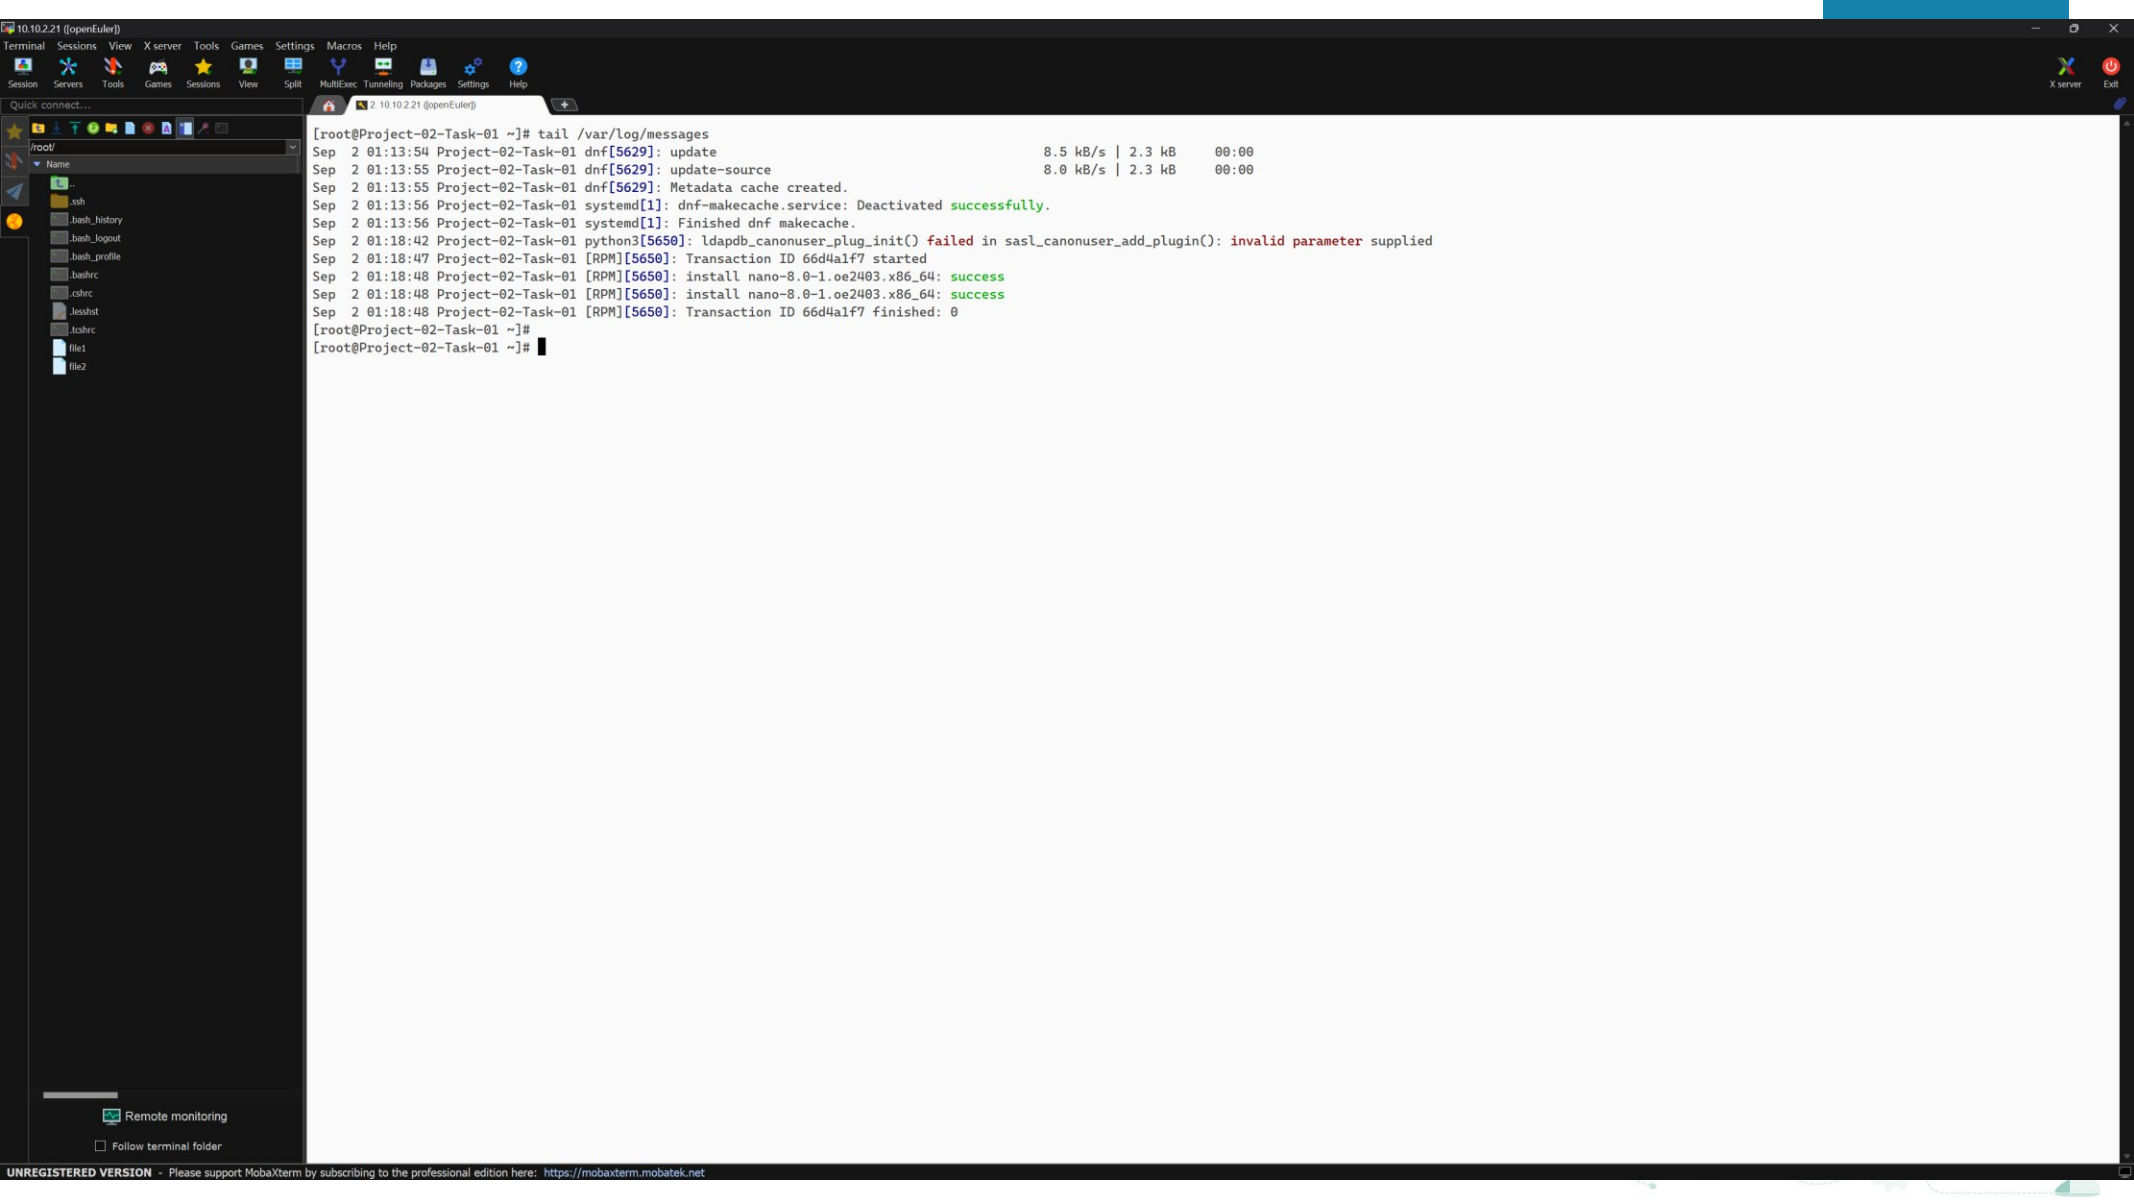 10.10.2.21 ([openEuler])
Terminal Sessions View X server Tools Games Settings Macros Help
Session Servers Tools Games Sessions View Split MultiExec Tunneling Packages Settings Help X server Exit
Quick connect...
2. 10.10.2.21 ([openEuler])
/root/
Name
..
.ssh
.bash_history
.bash_logout
.bash_profile
.bashrc
.cshrc
.lesshst
.tcshrc
file1
file2
[root@Project-02-Task-01 ~]# tail /var/log/messages
Sep  2 01:13:54 Project-02-Task-01 dnf[5629]: update 8.5 kB/s | 2.3 kB 00:00
Sep  2 01:13:55 Project-02-Task-01 dnf[5629]: update-source 8.0 kB/s | 2.3 kB 00:00
Sep  2 01:13:55 Project-02-Task-01 dnf[5629]: Metadata cache created.
Sep  2 01:13:56 Project-02-Task-01 systemd[1]: dnf-makecache.service: Deactivated successfully.
Sep  2 01:13:56 Project-02-Task-01 systemd[1]: Finished dnf makecache.
Sep  2 01:18:42 Project-02-Task-01 python3[5650]: ldapdb_canonuser_plug_init() failed in sasl_canonuser_add_plugin(): invalid parameter supplied
Sep  2 01:18:47 Project-02-Task-01 [RPM][5650]: Transaction ID 66d4a1f7 started
Sep  2 01:18:48 Project-02-Task-01 [RPM][5650]: install nano-8.0-1.oe2403.x86_64: success
Sep  2 01:18:48 Project-02-Task-01 [RPM][5650]: install nano-8.0-1.oe2403.x86_64: success
Sep  2 01:18:48 Project-02-Task-01 [RPM][5650]: Transaction ID 66d4a1f7 finished: 0
[root@Project-02-Task-01 ~]#
[root@Project-02-Task-01 ~]#
Remote monitoring
Follow terminal folder
UNREGISTERED VERSION - Please support MobaXterm by subscribing to the professional edition here: https://mobaxterm.mobatek.net